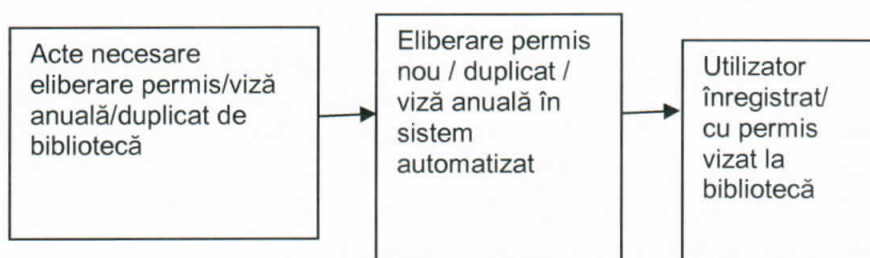 Acte necesare
eliberare permis/viză
anuală/duplicat de
bibliotecă
Eliberare permis
nou / duplicat /
viză anuală în
sistem
automatizat
Utilizator
înregistrat/
cu permis
vizat la
bibliotecă